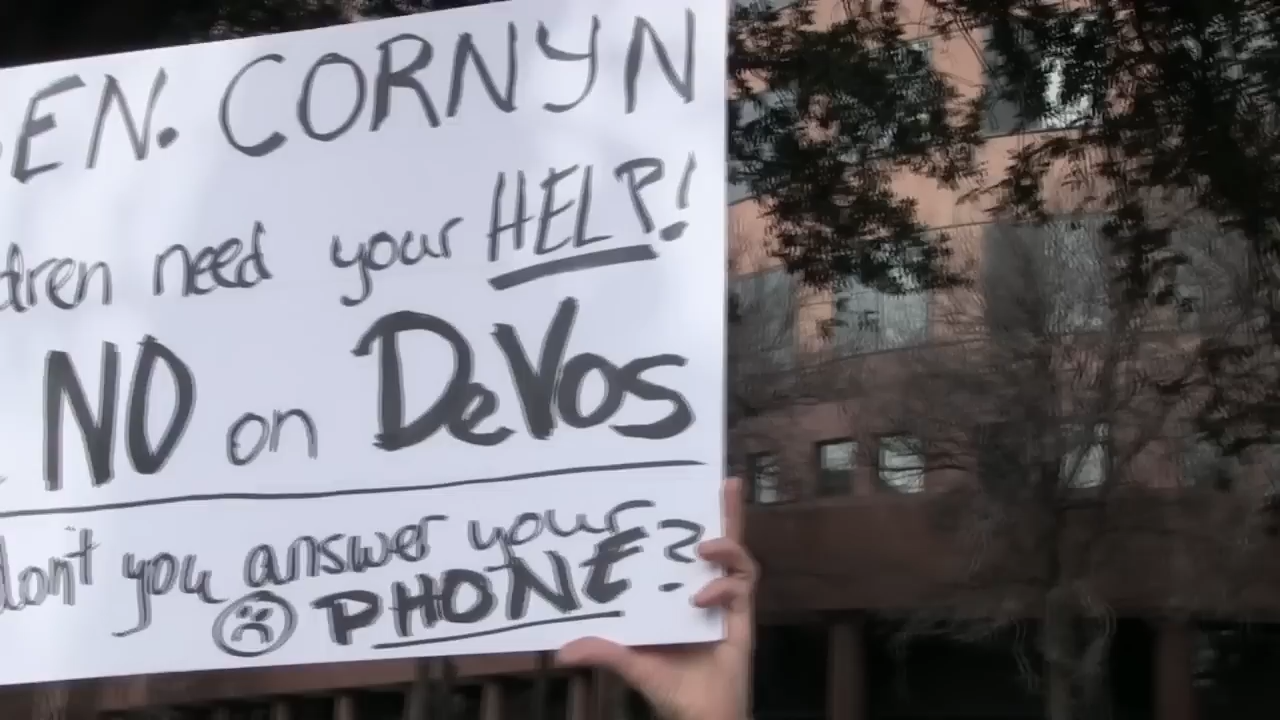 EN. CORNYN
dren need your HELP!
NO on DeVos
dont you answer your
PHONE?